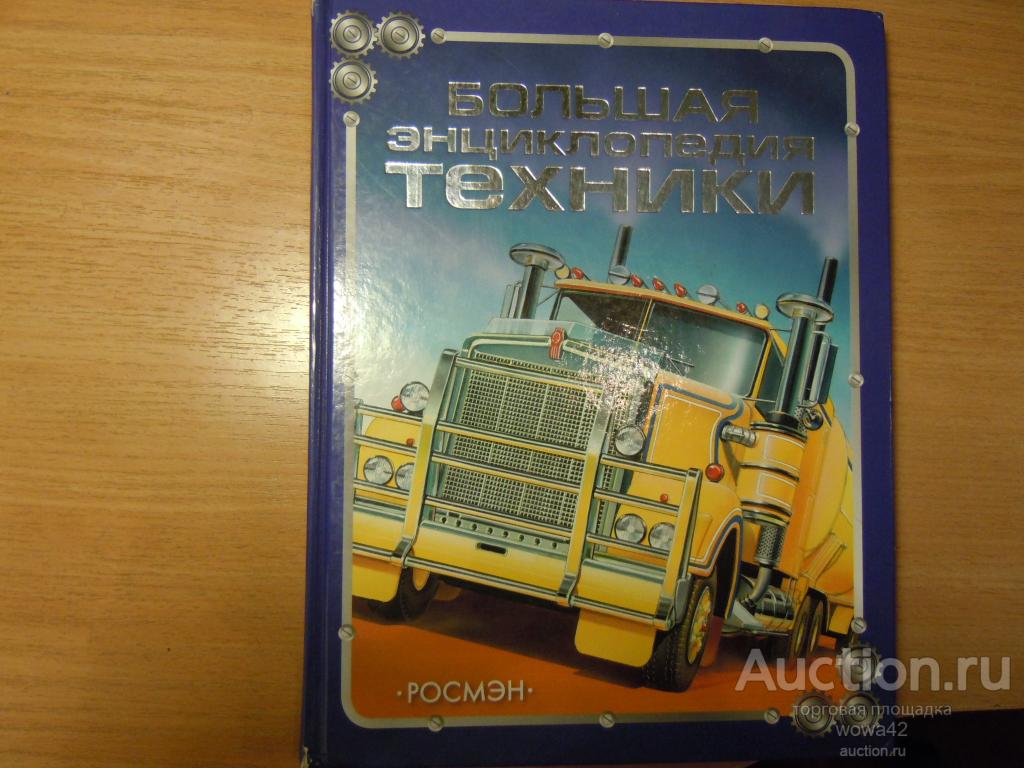 БОЛЬШАЯ
ЭНЦИКЛОПЕДИЯ
ТЕХНИКИ
·РОСМЭН·
Auction.ru
торговая площадка
wowa42
auction.ru